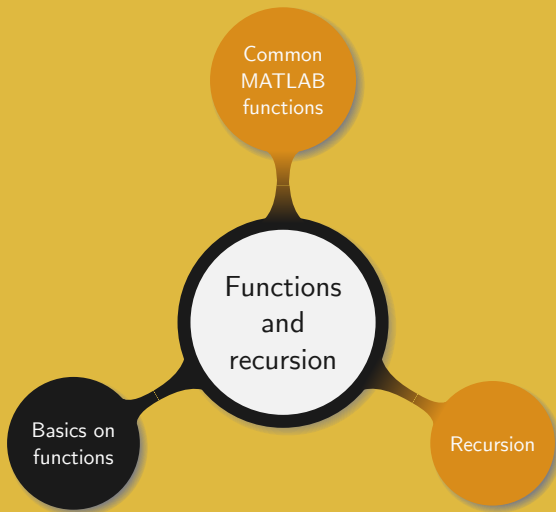 Common
MATLAB
functions
Functions
and
recursion
Basics on
functions
Recursion